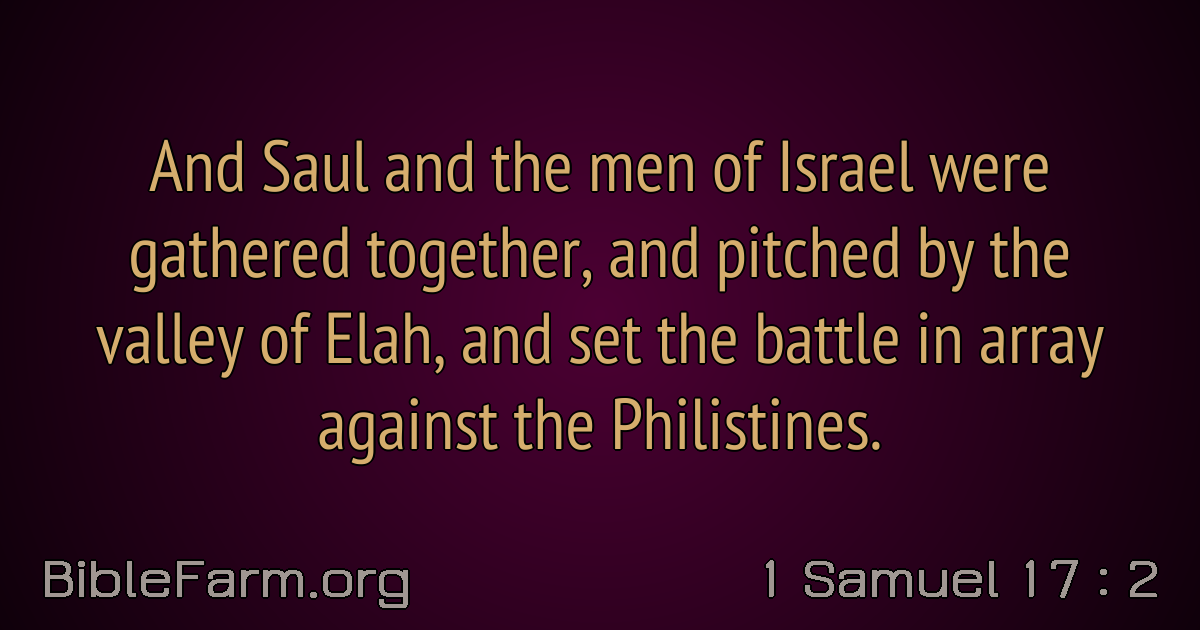 And Saul and the men of Israel were
gathered together, and pitched by the
valley of Elah, and set the battle in array
against the Philistines.
BibleFarm.org
1 Samuel 17 : 2